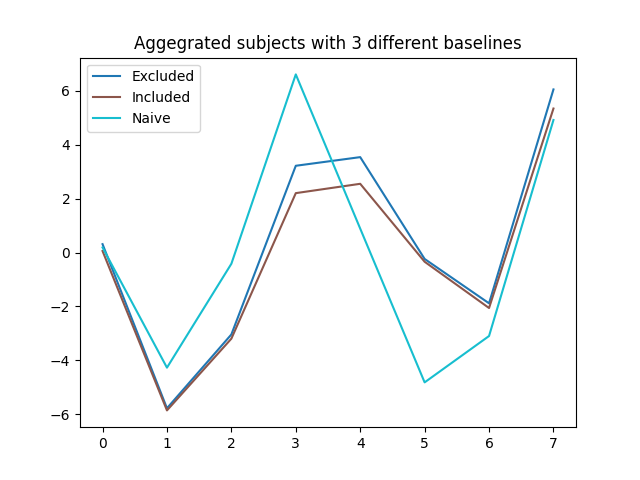 Aggegrated subjects with 3 different baselines
Excluded
Included
Naive
6
4
2
0
−2
−4
−6
0 1 2 3 4 5 6 7